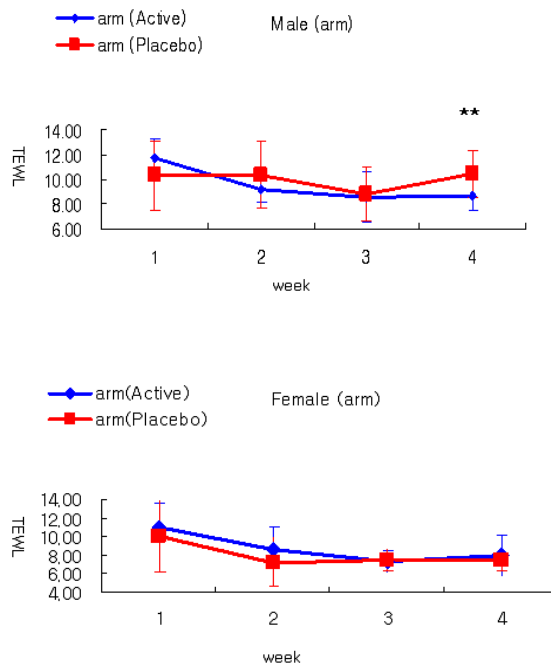 arm (Active)
Male (arm)
arm (Placebo)
**
14.00
12.00
10.00
8.00
6.00
TEWL
1 2 3 4
week
arm(Active)
Female (arm)
arm(Placebo)
14,00
12,00
10,00
8,00
6,00
4,00
TEWL
1 2 3 4
week